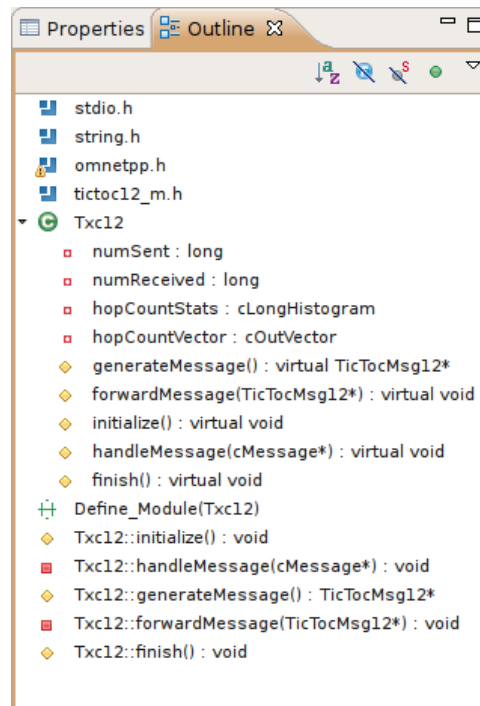 Properties Outline
a z S
stdio.h
string.h
omnetpp.h
tictoc12_m.h
C Txc12
numSent : long
numReceived : long
hopCountStats : cLongHistogram
hopCountVector : cOutVector
generateMessage() : virtual TicTocMsg12*
forwardMessage(TicTocMsg12*) : virtual void
initialize() : virtual void
handleMessage(cMessage*) : virtual void
finish() : virtual void
Define_Module(Txc12)
Txc12::initialize() : void
Txc12::handleMessage(cMessage*) : void
Txc12::generateMessage() : TicTocMsg12*
Txc12::forwardMessage(TicTocMsg12*) : void
Txc12::finish() : void